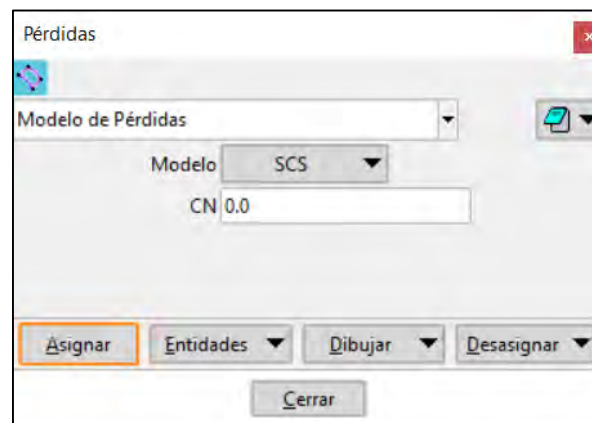 Pérdidas
Modelo de Pérdidas
Modelo SCS
CN 0.0
Asignar Entidades Dibujar Desasignar
Cerrar